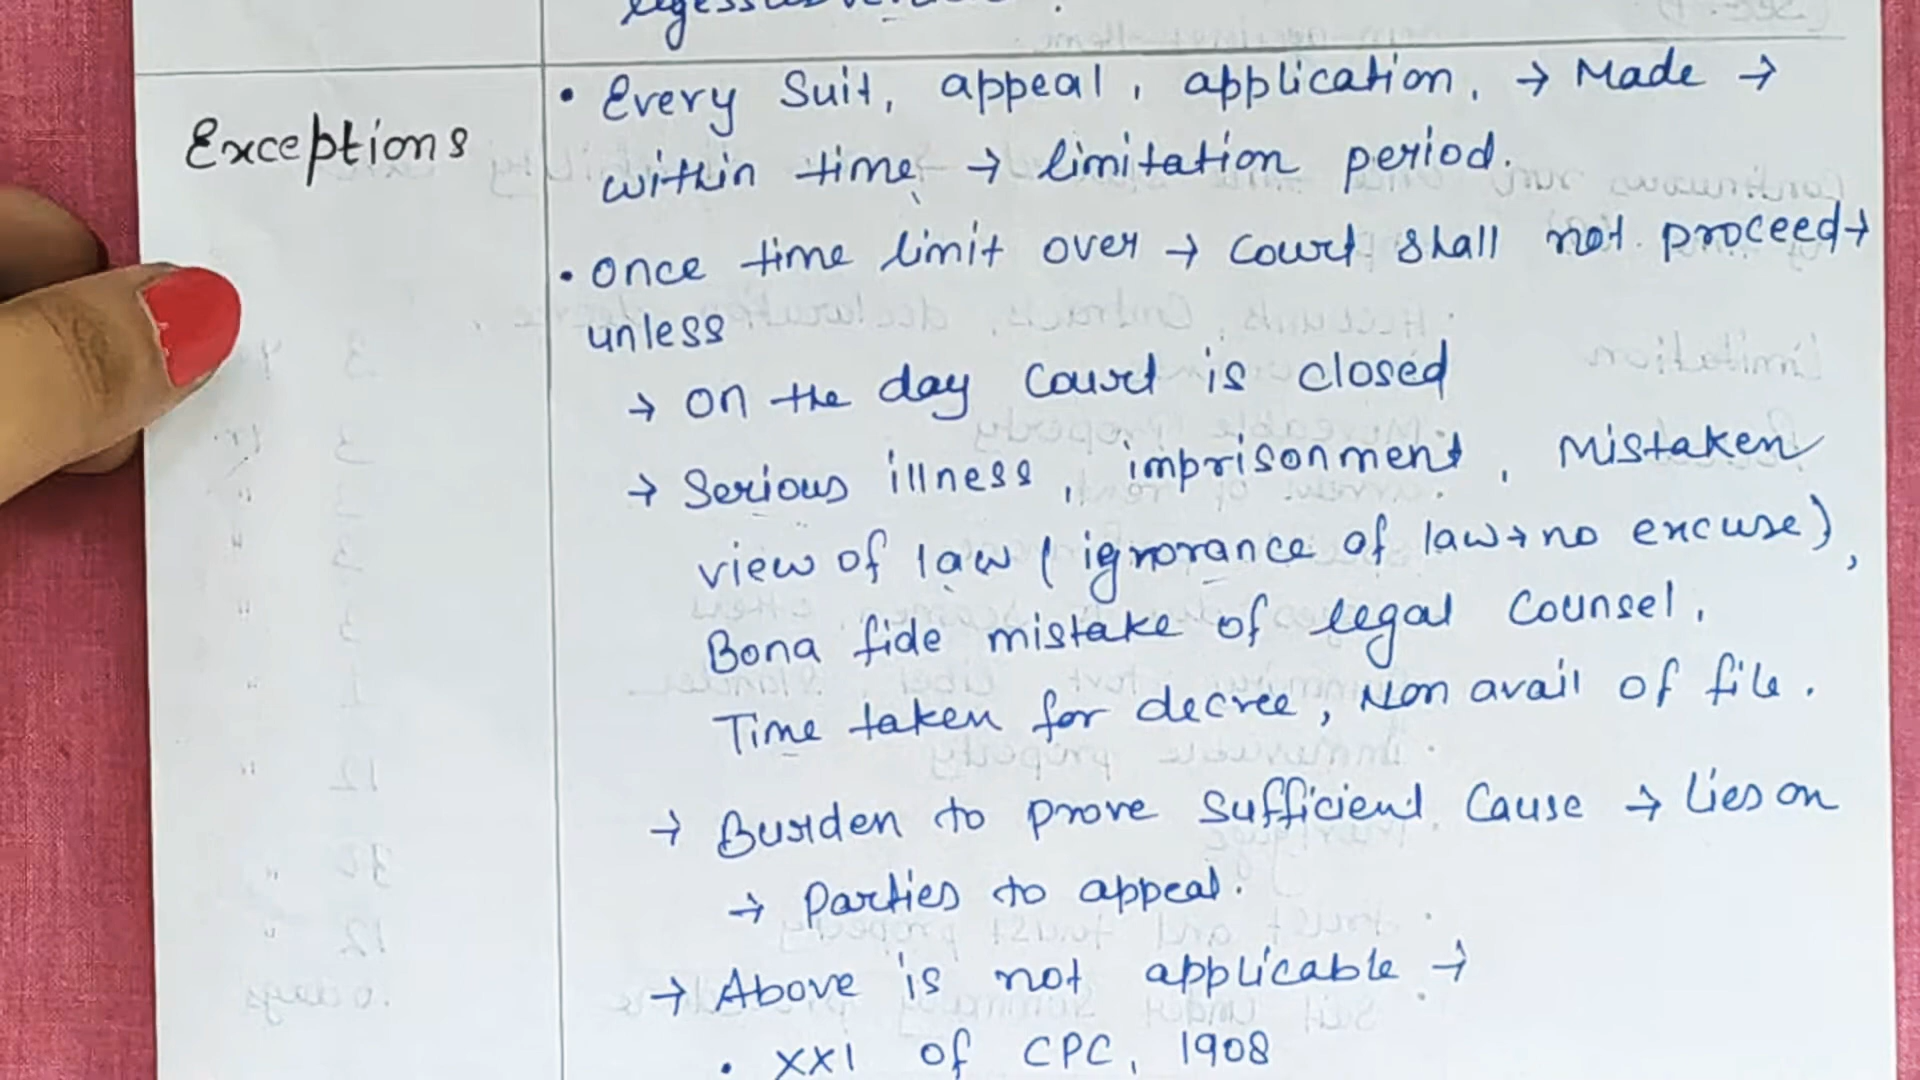 Exceptions
• Every Suit, appeal, application, → Made →
within time → limitation period.
• once time limit over → court shall not proceed →
unless
→ on the day court is closed
→ Serious illness, imprisonment, Mistaken
view of law (ignorance of law → no excuse),
Bona fide mistake of legal counsel,
Time taken for decree, Non avail of file.
→ Burden to prove sufficient cause → Lies on
→ parties to appeal.
→ Above is not applicable →
• XXI of CPC, 1908